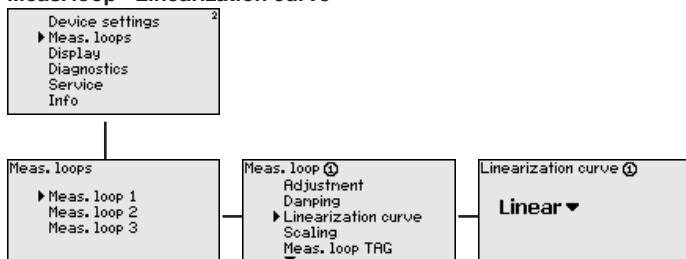 Meas. loop - Linearization curve
Device settings 2
Meas. loops
Display
Diagnostics
Service
Info
Meas. loops
Meas. loop 1
Meas. loop 2
Meas. loop 3
Meas. loop ①
Adjustment
Damping
Linearization curve
Scaling
Meas. loop TAG
Linearization curve ①
Linear